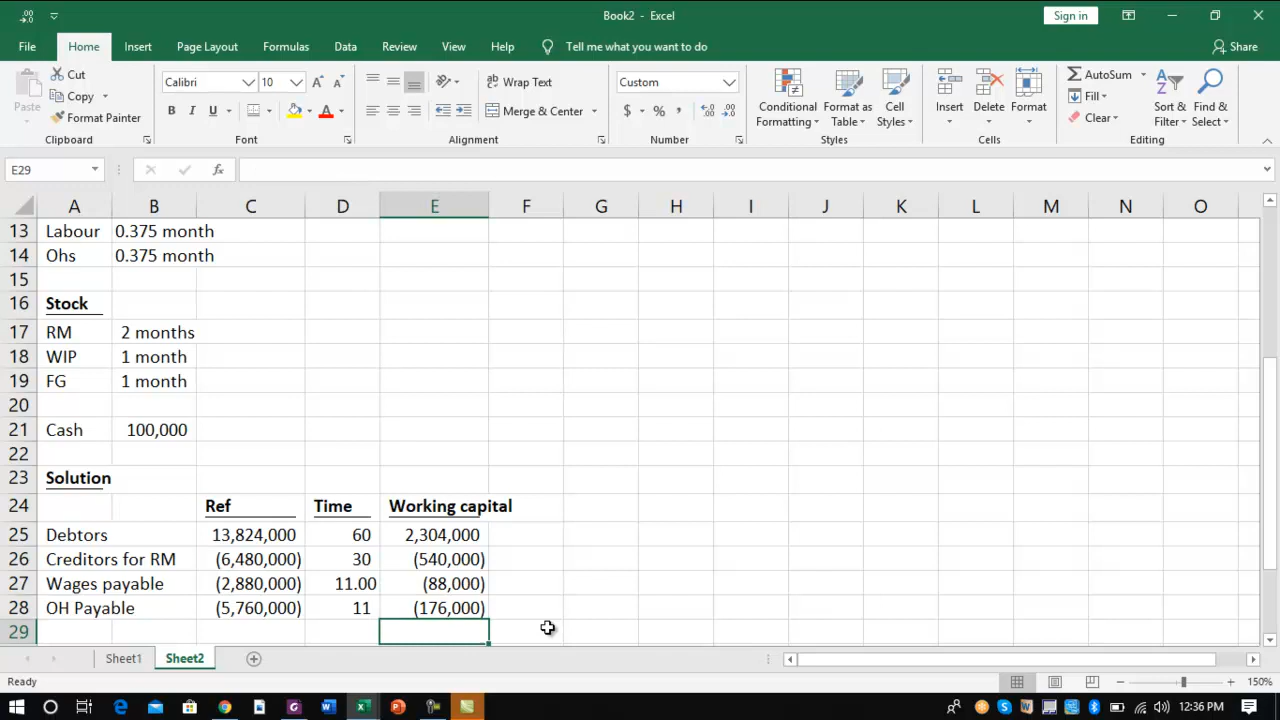 Book2 - Excel
Sign in
File Home Insert Page Layout Formulas Data Review View Help Tell me what you want to do Share
Paste Cut Copy Format Painter Clipboard
Calibri 10 A A B I U A Font
ab Wrap Text Merge & Center Alignment
Custom $ % , .00 Number
Conditional Formatting Format as Table Cell Styles Styles
Insert Delete Format Cells
AutoSum Fill Clear Sort & Filter Find & Select Editing
E29 fx
A B C D E F G H I J K L M N O
13 Labour 0.375 month
14 Ohs 0.375 month
15
16 Stock
17 RM 2 months
18 WIP 1 month
19 FG 1 month
20
21 Cash 100,000
22
23 Solution
24 Ref Time Working capital
25 Debtors 13,824,000 60 2,304,000
26 Creditors for RM (6,480,000) 30 (540,000)
27 Wages payable (2,880,000) 11.00 (88,000)
28 OH Payable (5,760,000) 11 (176,000)
29
Sheet1 Sheet2
Ready 150%
12:36 PM